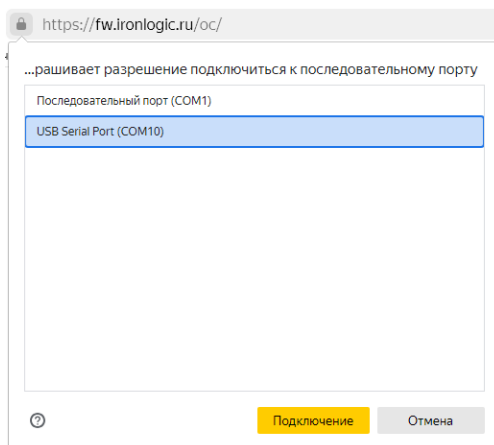 https://fw.ironlogic.ru/oc/
...рашивает разрешение подключиться к последовательному порту
Последовательный порт (COM1)
USB Serial Port (COM10)
Подключение
Отмена